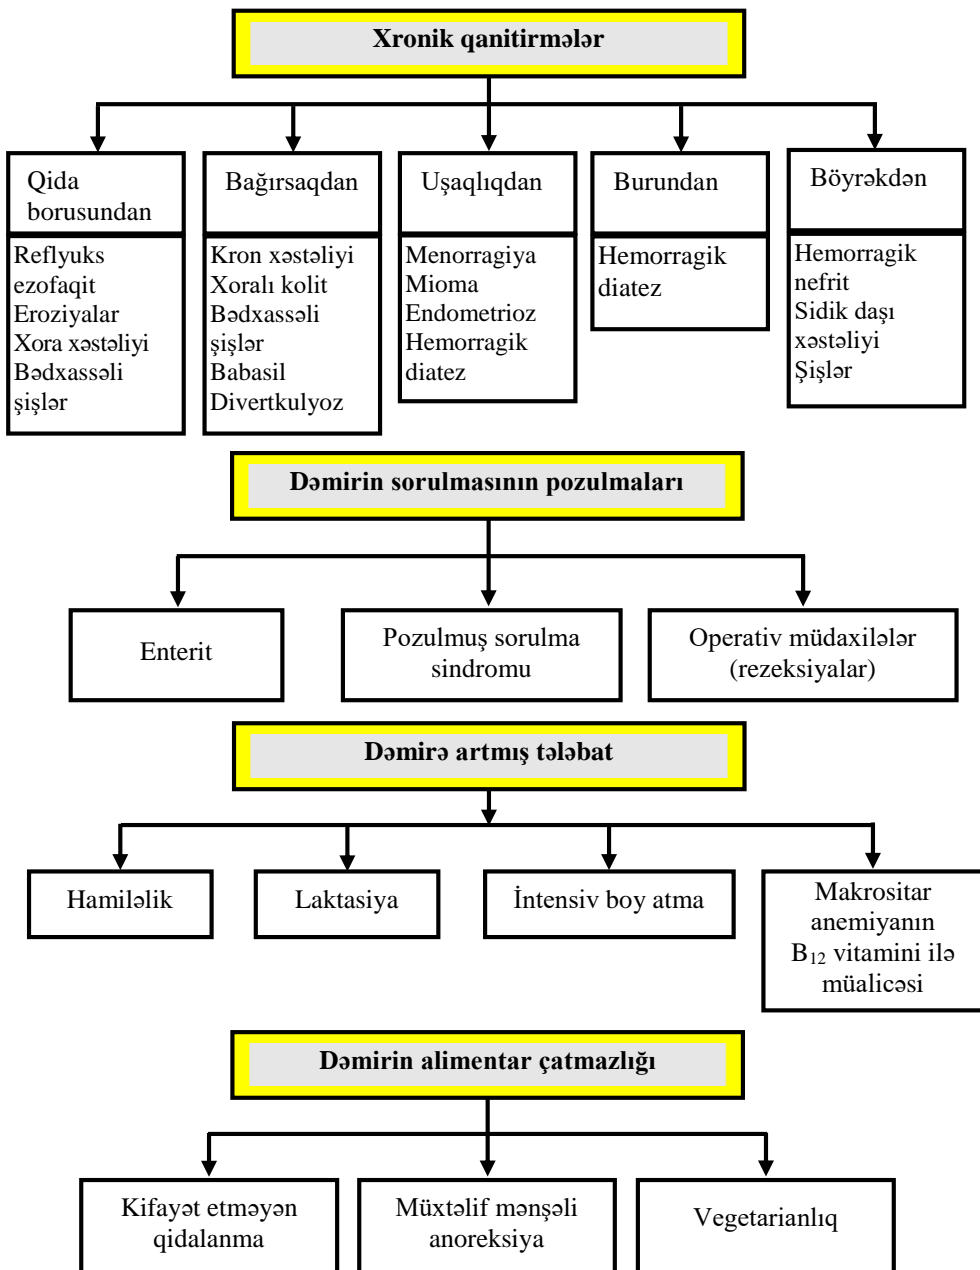 Xronik qanitirmələr
Qida
borusundan
Reflyuks
ezofaqit
Eroziyalar
Xora xəstəliyi
Bədxassəli
şişlər
Bağırsaqdan
Kron xəstəliyi
Xoralı kolit
Bədxassəli
şişlər
Babasil
Divertkulyoz
Uşaqlıqdan
Menorragiya
Mioma
Endometrioz
Hemorragik
diatez
Burundan
Hemorragik
diatez
Böyrəkdən
Hemorragik
nefrit
Sidik daşı
xəstəliyi
Şişlər
Dəmirin sorulmasının pozulmaları
Enterit
Pozulmuş sorulma
sindromu
Operativ müdaxilələr
(rezeksiyalar)
Dəmirə artmış tələbat
Hamiləlik
Laktasiya
İntensiv boy atma
Makrositar
anemiyanın
B₁₂ vitamini ilə
müalicəsi
Dəmirin alimentar çatmazlığı
Kifayət etməyən
qidalanma
Müxtəlif mənşəli
anoreksiya
Vegetarianlıq